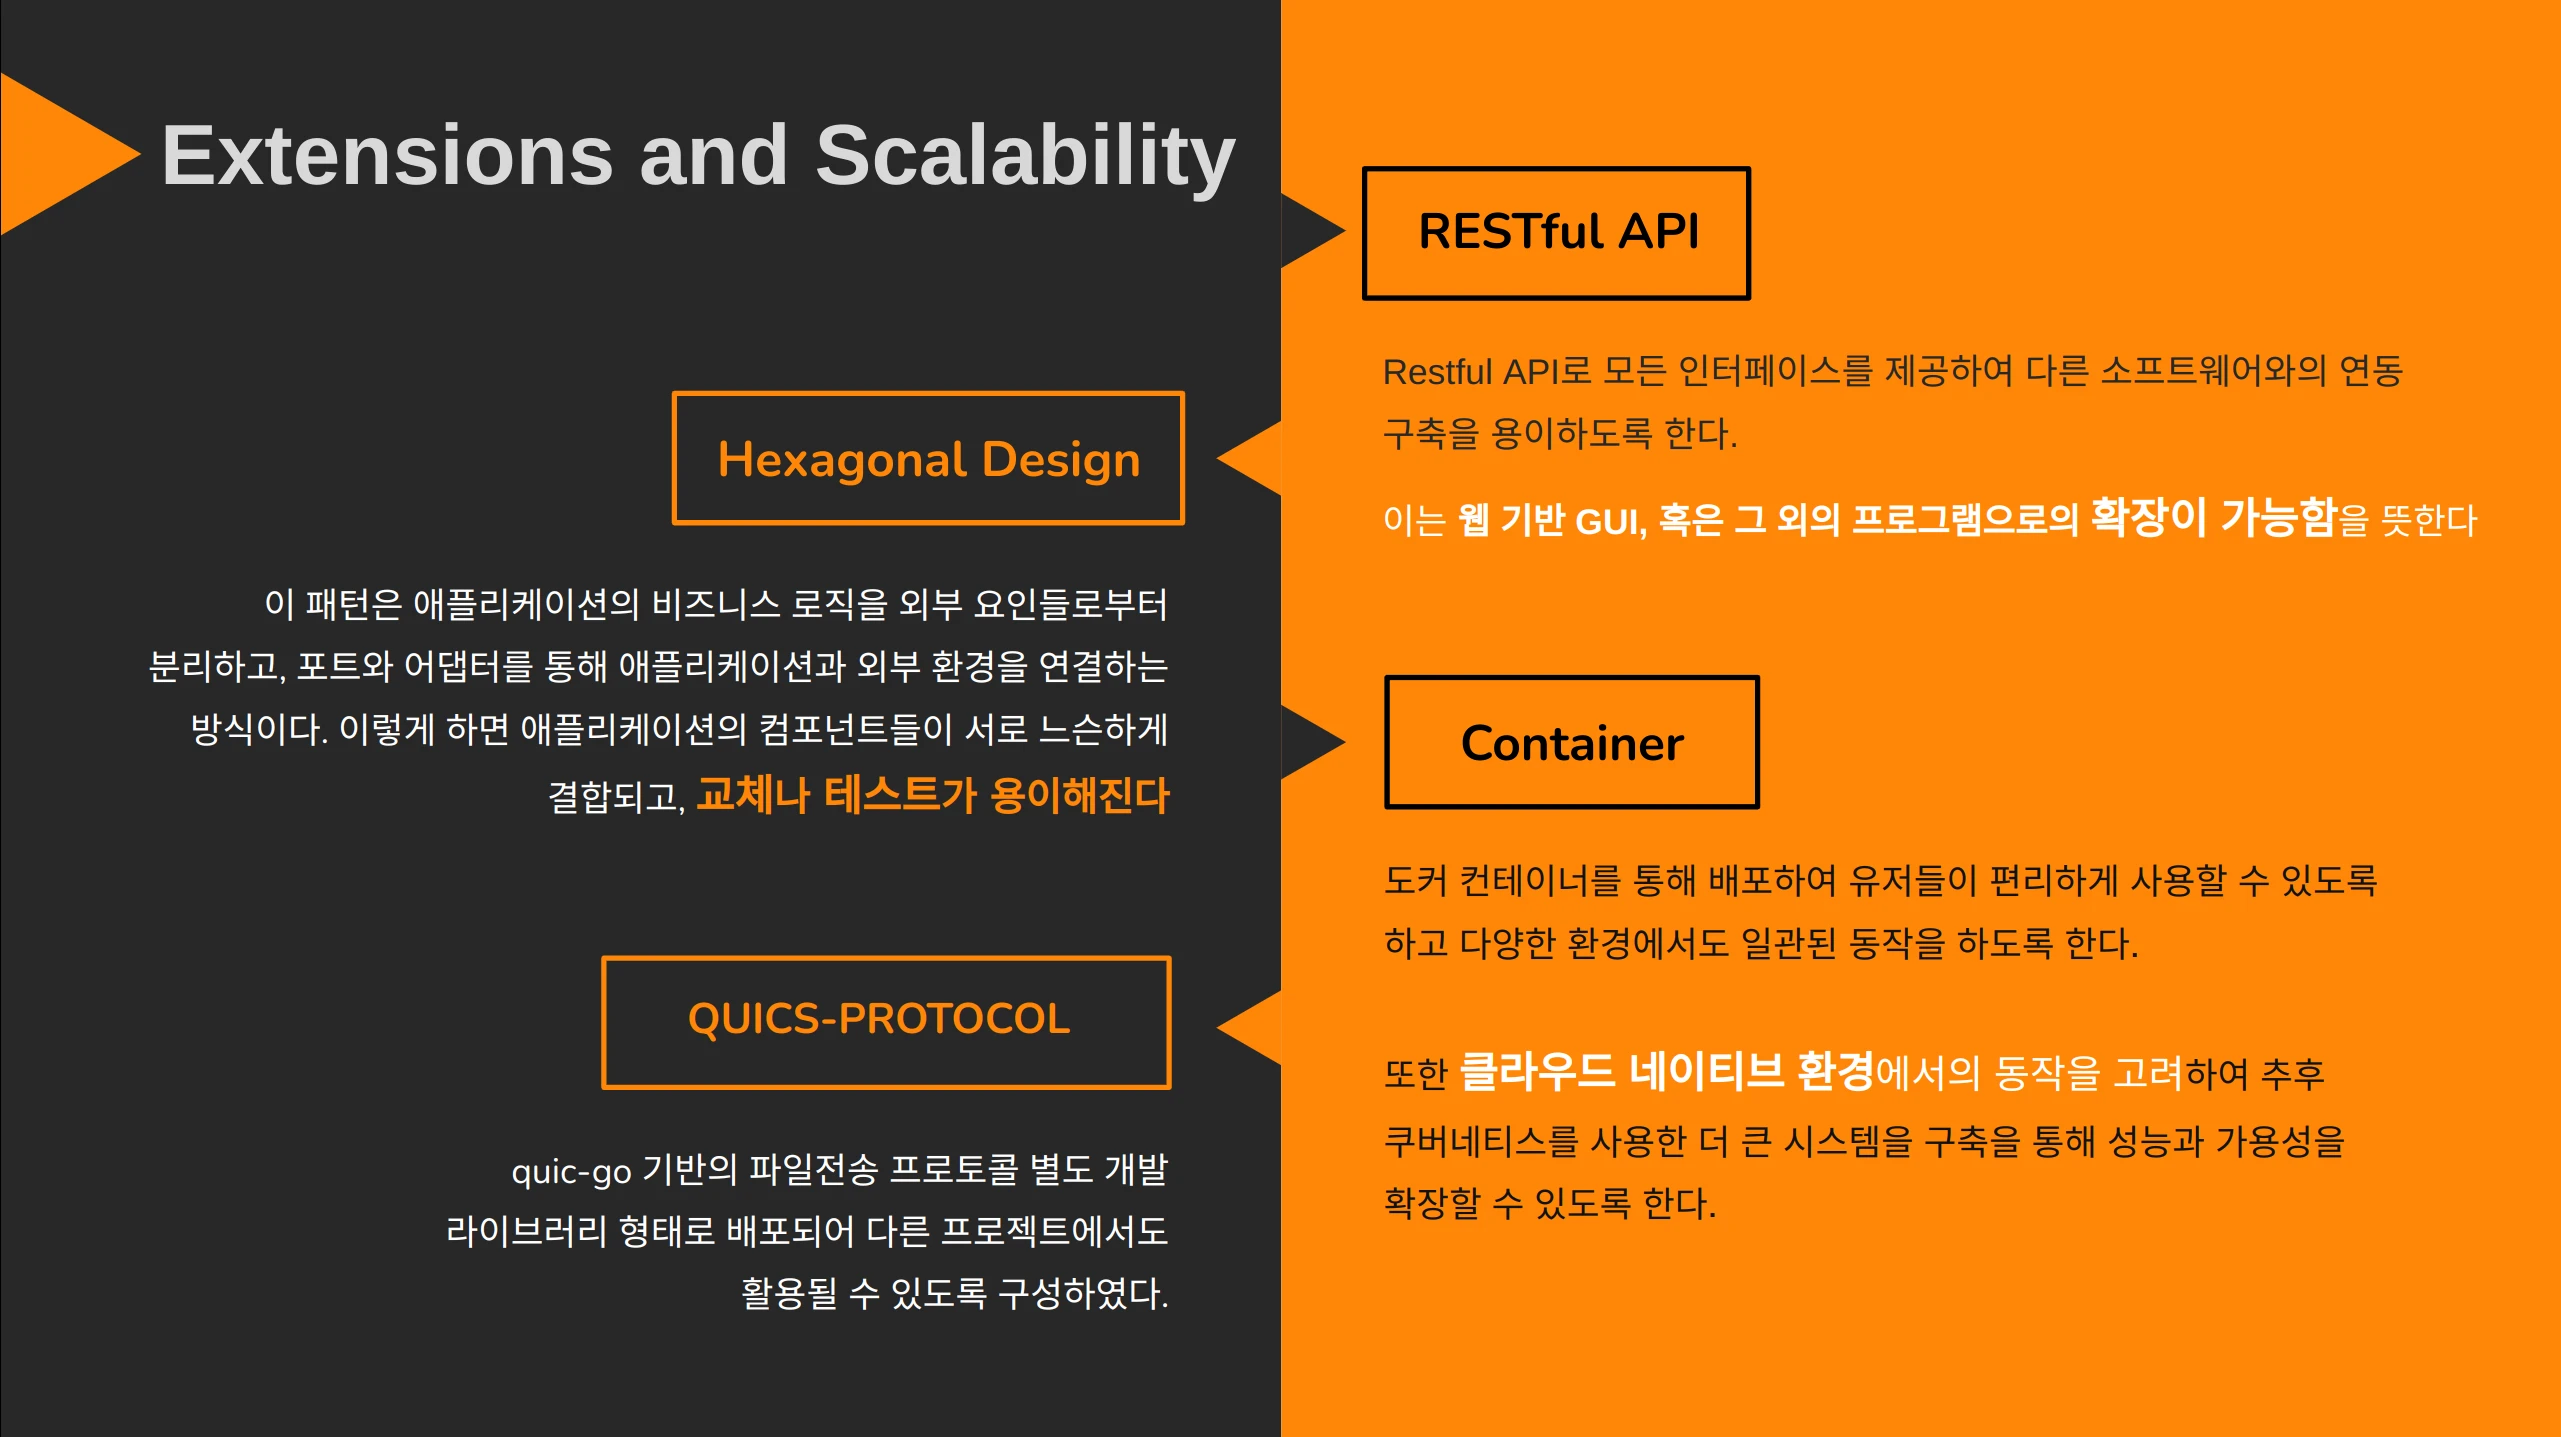 Extensions and Scalability
Hexagonal Design
이 패턴은 애플리케이션의 비즈니스 로직을 외부 요인들로부터
분리하고, 포트와 어댑터를 통해 애플리케이션과 외부 환경을 연결하는
방식이다. 이렇게 하면 애플리케이션의 컴포넌트들이 서로 느슨하게
결합되고, 교체나 테스트가 용이해진다
QUICS-PROTOCOL
quic-go 기반의 파일전송 프로토콜 별도 개발
라이브러리 형태로 배포되어 다른 프로젝트에서도
활용될 수 있도록 구성하였다.
RESTful API
Restful API로 모든 인터페이스를 제공하여 다른 소프트웨어와의 연동
구축을 용이하도록 한다.
이는 웹 기반 GUI, 혹은 그 외의 프로그램으로의 확장이 가능함을 뜻한다
Container
도커 컨테이너를 통해 배포하여 유저들이 편리하게 사용할 수 있도록
하고 다양한 환경에서도 일관된 동작을 하도록 한다.
또한 클라우드 네이티브 환경에서의 동작을 고려하여 추후
쿠버네티스를 사용한 더 큰 시스템을 구축을 통해 성능과 가용성을
확장할 수 있도록 한다.